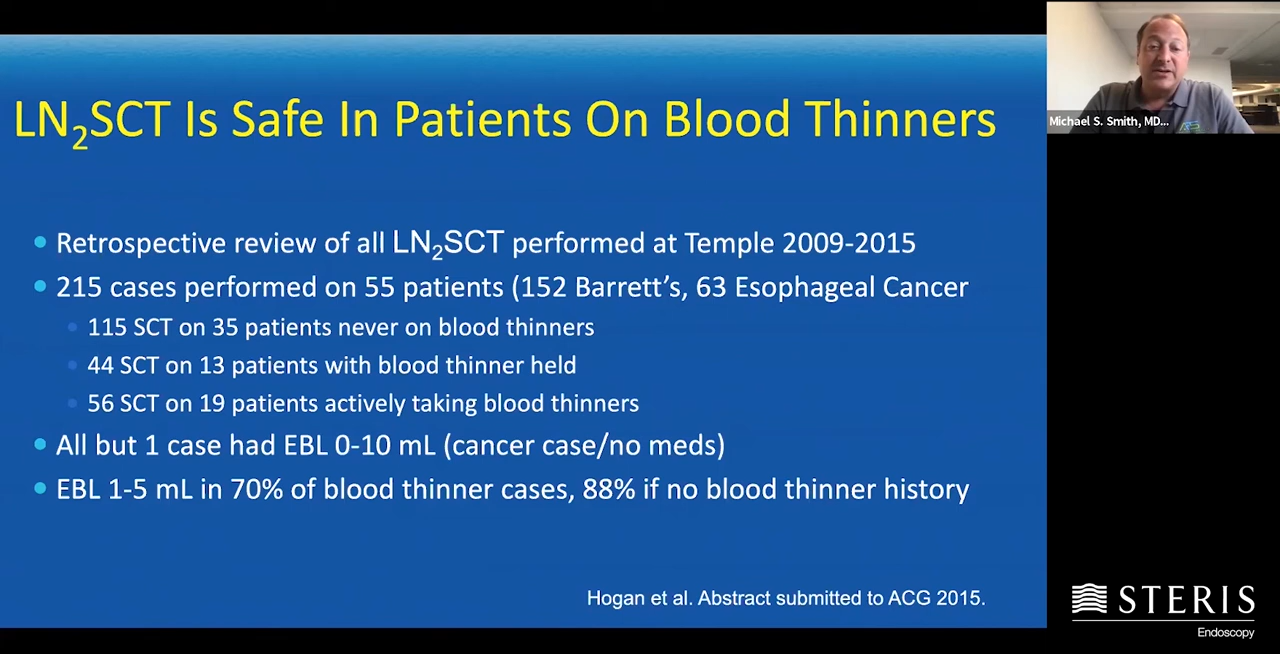 LN₂SCT Is Safe In Patients On Blood Thinners
Michael S. Smith, MD...
Retrospective review of all LN₂SCT performed at Temple 2009-2015
215 cases performed on 55 patients (152 Barrett’s, 63 Esophageal Cancer
115 SCT on 35 patients never on blood thinners
44 SCT on 13 patients with blood thinner held
56 SCT on 19 patients actively taking blood thinners
All but 1 case had EBL 0-10 mL (cancer case/no meds)
EBL 1-5 mL in 70% of blood thinner cases, 88% if no blood thinner history
Hogan et al. Abstract submitted to ACG 2015.
STERIS
Endoscopy